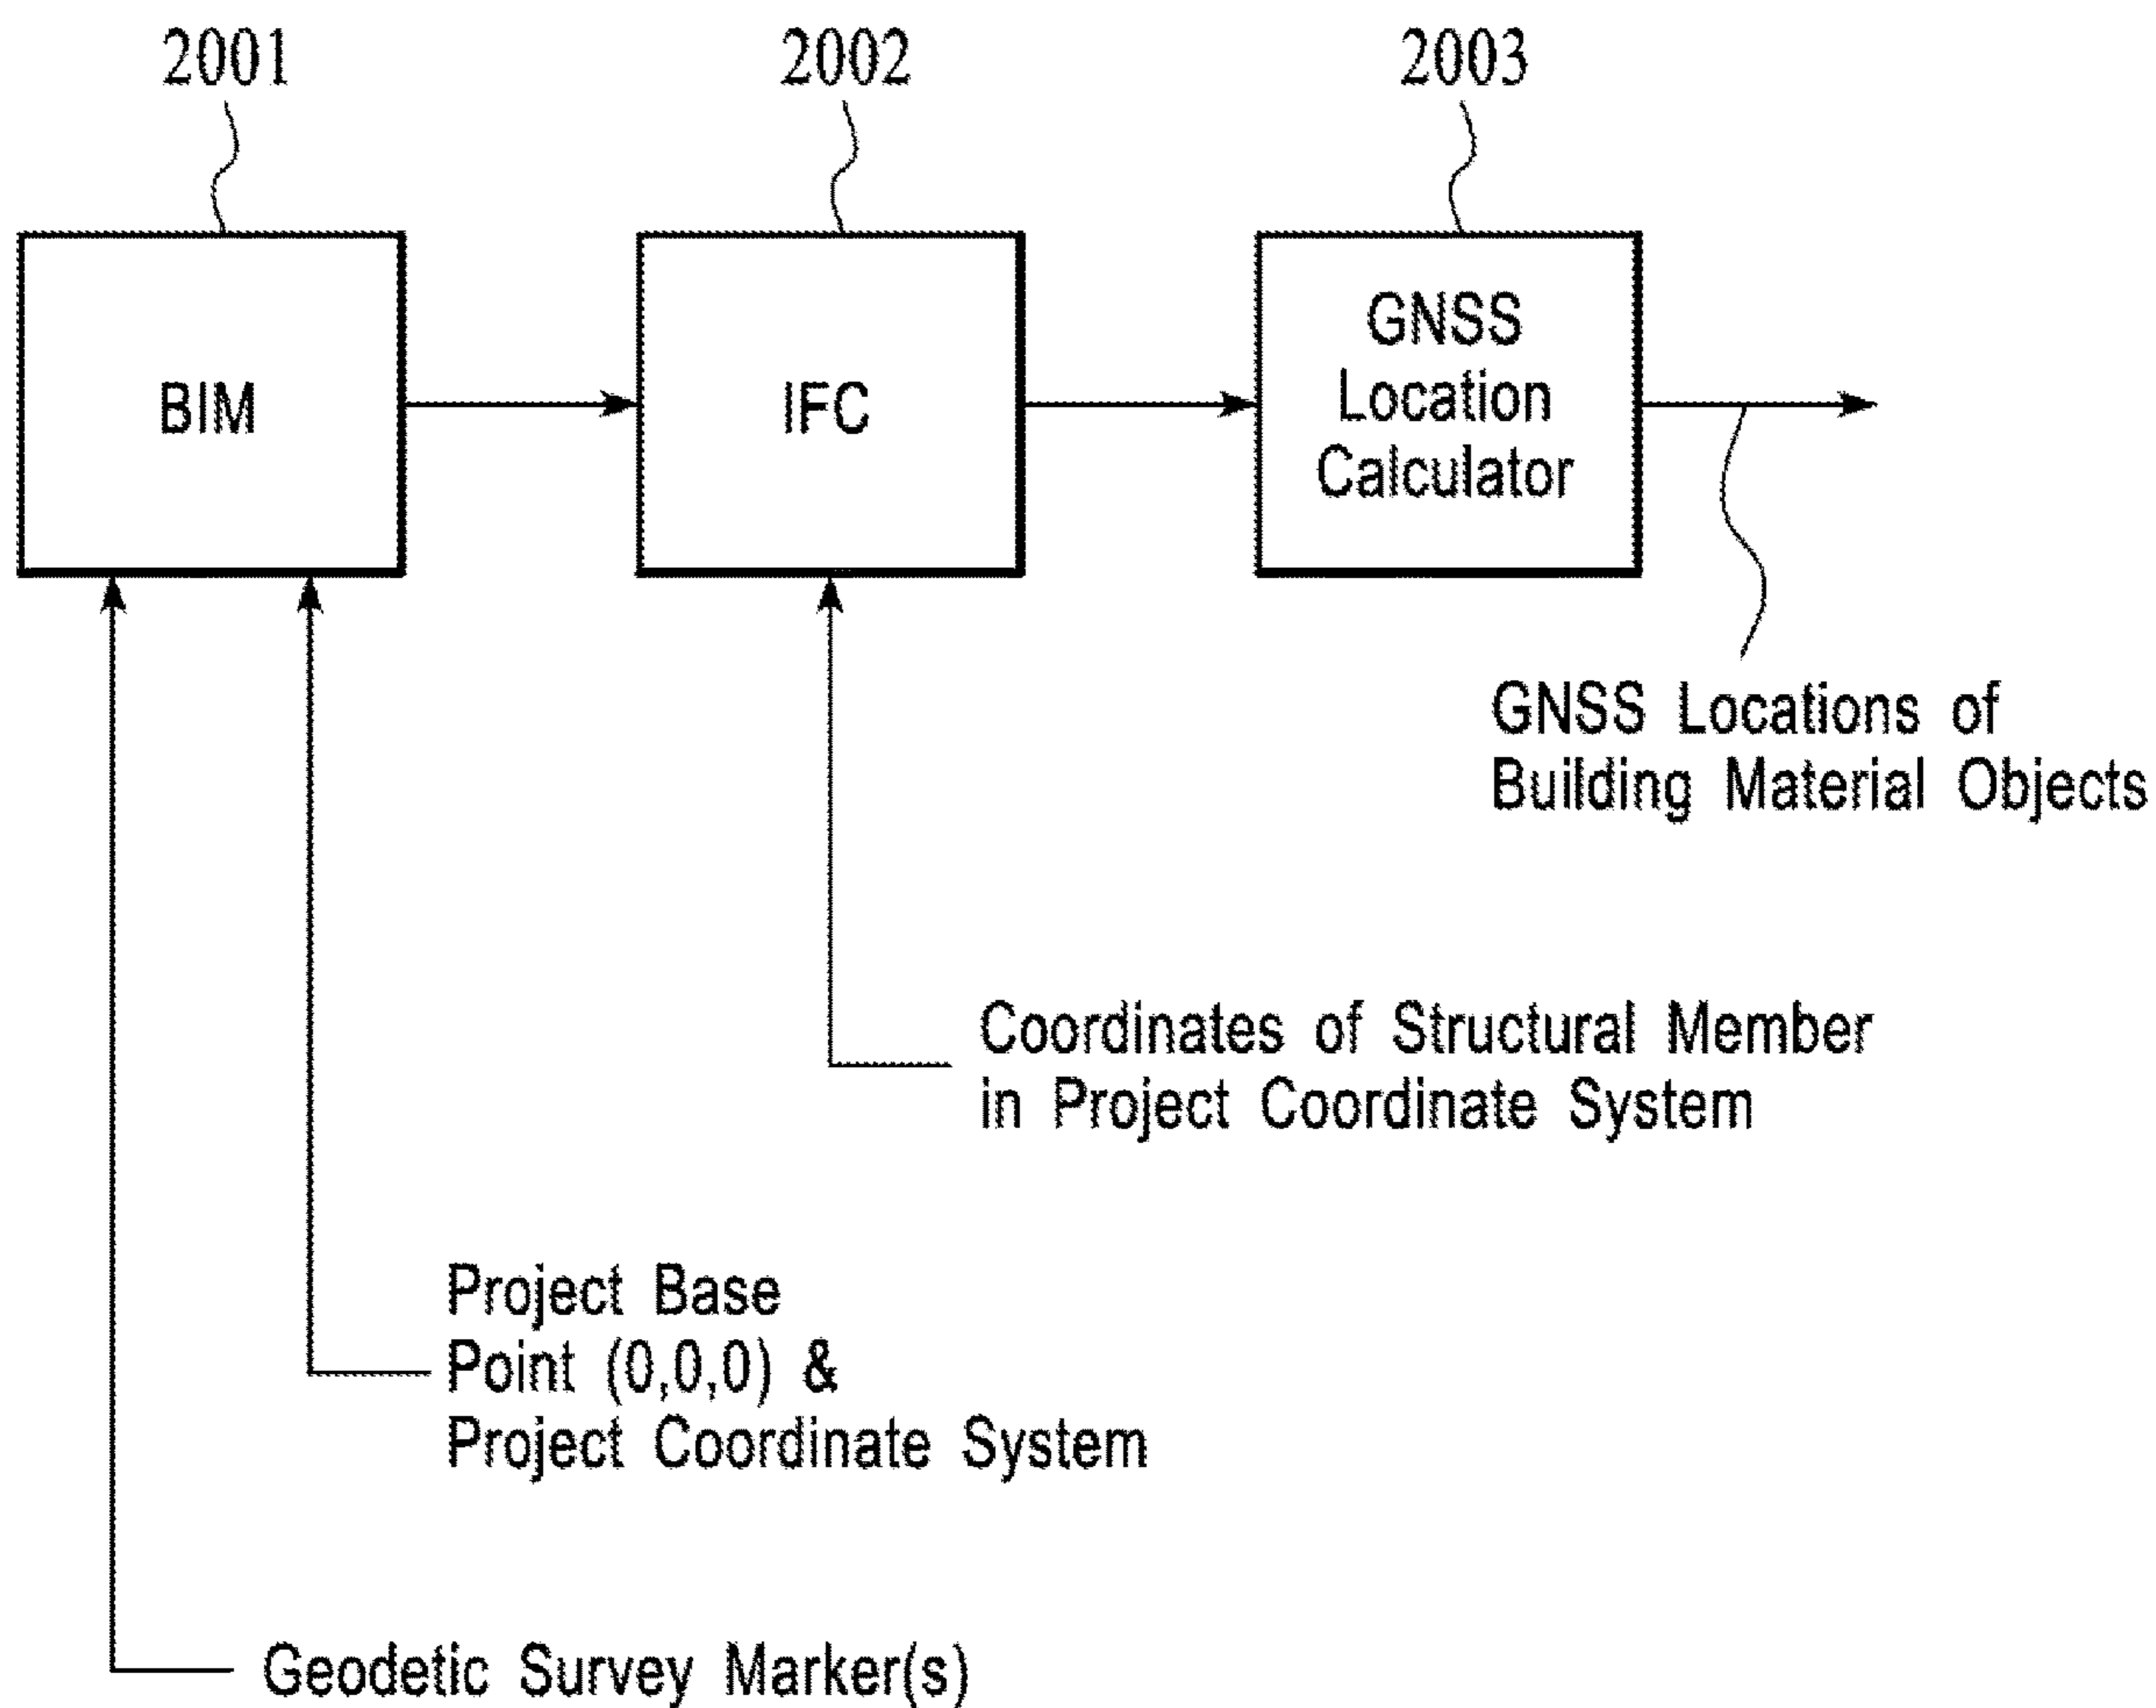 2001
2002
2003
BIM
IFC
GNSS
Location
Calculator
GNSS Locations of
Building Material Objects
Coordinates of Structural Member
in Project Coordinate System
Project Base
Point (0,0,0) &
Project Coordinate System
Geodetic Survey Marker(s)